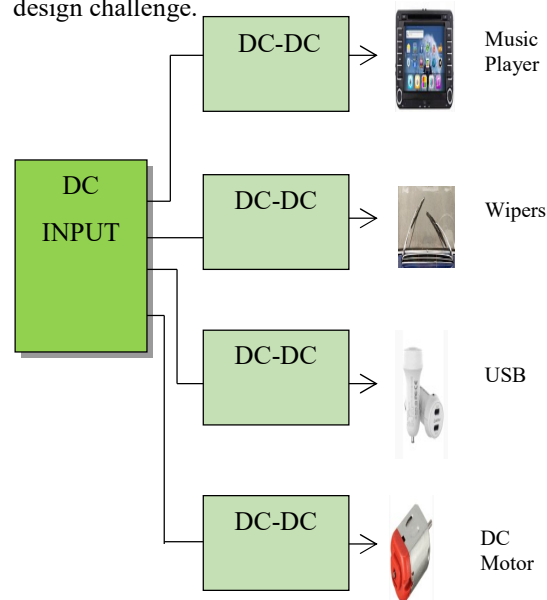 design challenge.
DC-DC
Music
Player
DC
INPUT
DC-DC
Wipers
DC-DC
USB
DC-DC
DC
Motor